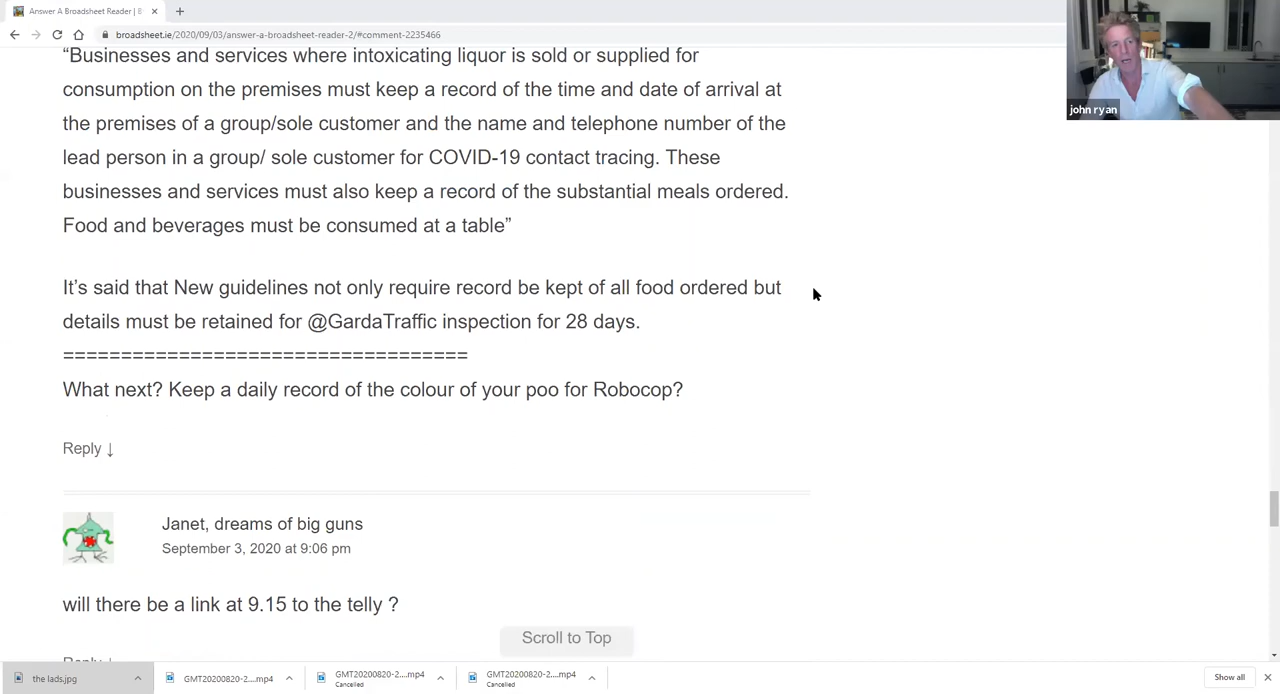 Answer A Broadsheet Reader | B
broadsheet.ie/2020/09/03/answer-a-broadsheet-reader-2/#comment-2235466
john ryan
“Businesses and services where intoxicating liquor is sold or supplied for
consumption on the premises must keep a record of the time and date of arrival at
the premises of a group/sole customer and the name and telephone number of the
lead person in a group/ sole customer for COVID-19 contact tracing. These
businesses and services must also keep a record of the substantial meals ordered.
Food and beverages must be consumed at a table”
It’s said that New guidelines not only require record be kept of all food ordered but
details must be retained for @GardaTraffic inspection for 28 days.
===================================
What next? Keep a daily record of the colour of your poo for Robocop?
Reply ↓
Janet, dreams of big guns
September 3, 2020 at 9:06 pm
will there be a link at 9.15 to the telly ?
Scroll to Top
Reply ↓
the lads.jpg
GMT20200820-2....mp4
GMT20200820-2....mp4
Cancelled
GMT20200820-2....mp4
Cancelled
Show all